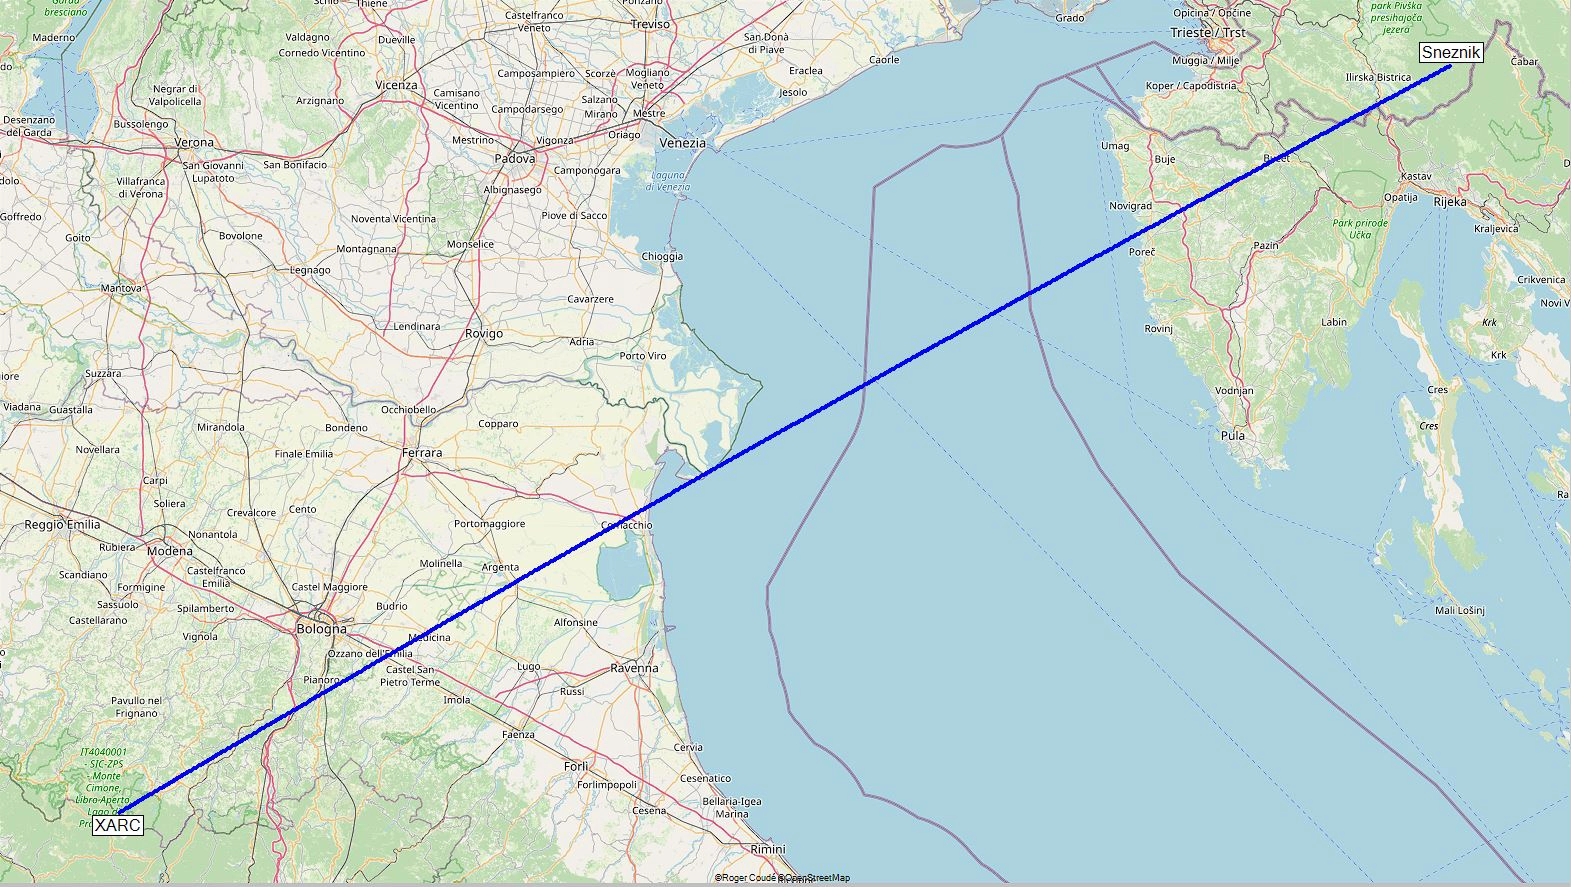 Garda
bresciano
Schio
Thiene
Castelfranco
Veneto
Ponzano
Treviso
Grado
Opicina / Općine
park Pivška
presihajoča
jezera
Maderno
Valdagno
Dueville
Cornedo Vicentino
San Donà
di Piave
Trieste / Trst
Sneznik
Caorle
Muggia / Milje
Čabar
Vicenza
Camposampiero
Scorzè
Mogliano
Veneto
Eraclea
Ilirska Bistrica
Negrar di
Valpolicella
Arzignano
Camisano
Vicentino
Campodarsego
Salzano
Mirano
Mestre
Jesolo
Koper / Capodistria
Desenzano
del Garda
Bussolengo
Verona
Mestrino
Vigonza
Oriago
Venezia
Umag
Buje
Buzet
San Giovanni
Lupatoto
San Bonifacio
Padova
Camponogara
Laguna
di Venezia
Kastav
Villafranca
di Verona
Albignasego
Opatija
Rijeka
Goffredo
Noventa Vicentina
Piove di Sacco
Novigrad
Park prirode
Učka
Kraljevica
Goito
Bovolone
Montagnana
Monselice
Chioggia
Poreč
Pazin
Legnago
Crikvenica
Mantova
Cavarzere
Novi V
Lendinara
Rovigo
Adria
Rovinj
Labin
Krk
Porto Viro
Krk
Suzzara
Vodnjan
Cres
Viadana
Guastalla
Occhiobello
Mirandola
Bondeno
Copparo
Cres
Pula
Novellara
Finale Emilia
Ferrara
Carpi
Ra
Soliera
Crevalcore
Cento
Reggio Emilia
Nonantola
Portomaggiore
Comacchio
Rubiera
Modena
Molinella
Argenta
Scandiano
Formigine
Castelfranco
Emilia
Castel Maggiore
Sassuolo
Spilamberto
Budrio
Mali Lošinj
Castellarano
Vignola
Bologna
Medicina
Alfonsine
Ozzano dell'Emilia
Castel San
Pietro Terme
Lugo
Ravenna
Pianoro
Russi
Pavullo nel
Frignano
Imola
Faenza
IT4040001
- SIC-ZPS
- Monte
Cimone,
Libro-Aperto,
Lago di
Cervia
Forlì
Forlimpopoli
Cesenatico
Cesena
Bellaria-Igea
Marina
XARC
Rimini
©Roger Coudé ©OpenStreetMap